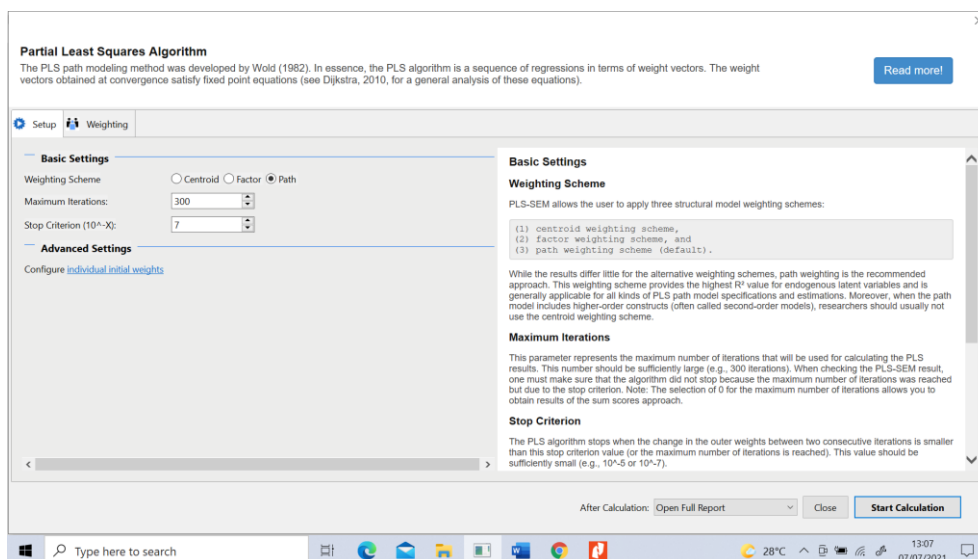 Partial Least Squares Algorithm
The PLS path modeling method was developed by Wold (1982). In essence, the PLS algorithm is a sequence of regressions in terms of weight vectors. The weight
vectors obtained at convergence satisfy fixed point equations (see Dijkstra, 2010, for a general analysis of these equations).
Read more!
Setup Weighting
Basic Settings
Weighting Scheme Centroid Factor Path
Maximum Iterations: 300
Stop Criterion (10^-X): 7
Advanced Settings
Configure individual initial weights
Basic Settings
Weighting Scheme
PLS-SEM allows the user to apply three structural model weighting schemes:
(1) centroid weighting scheme,
(2) factor weighting scheme, and
(3) path weighting scheme (default).
While the results differ little for the alternative weighting schemes, path weighting is the recommended
approach. This weighting scheme provides the highest R² value for endogenous latent variables and is
generally applicable for all kinds of PLS path model specifications and estimations. Moreover, when the path
model includes higher-order constructs (often called second-order models), researchers should usually not
use the centroid weighting scheme.
Maximum Iterations
This parameter represents the maximum number of iterations that will be used for calculating the PLS
results. This number should be sufficiently large (e.g., 300 iterations). When checking the PLS-SEM result,
one must make sure that the algorithm did not stop because the maximum number of iterations was reached
but due to the stop criterion. Note: The selection of 0 for the maximum number of iterations allows you to
obtain results of the sum scores approach.
Stop Criterion
The PLS algorithm stops when the change in the outer weights between two consecutive iterations is smaller
than this stop criterion value (or the maximum number of iterations is reached). This value should be
sufficiently small (e.g., 10^-5 or 10^-7).
After Calculation: Open Full Report Close Start Calculation
Type here to search
28°C
13:07
07/07/2021